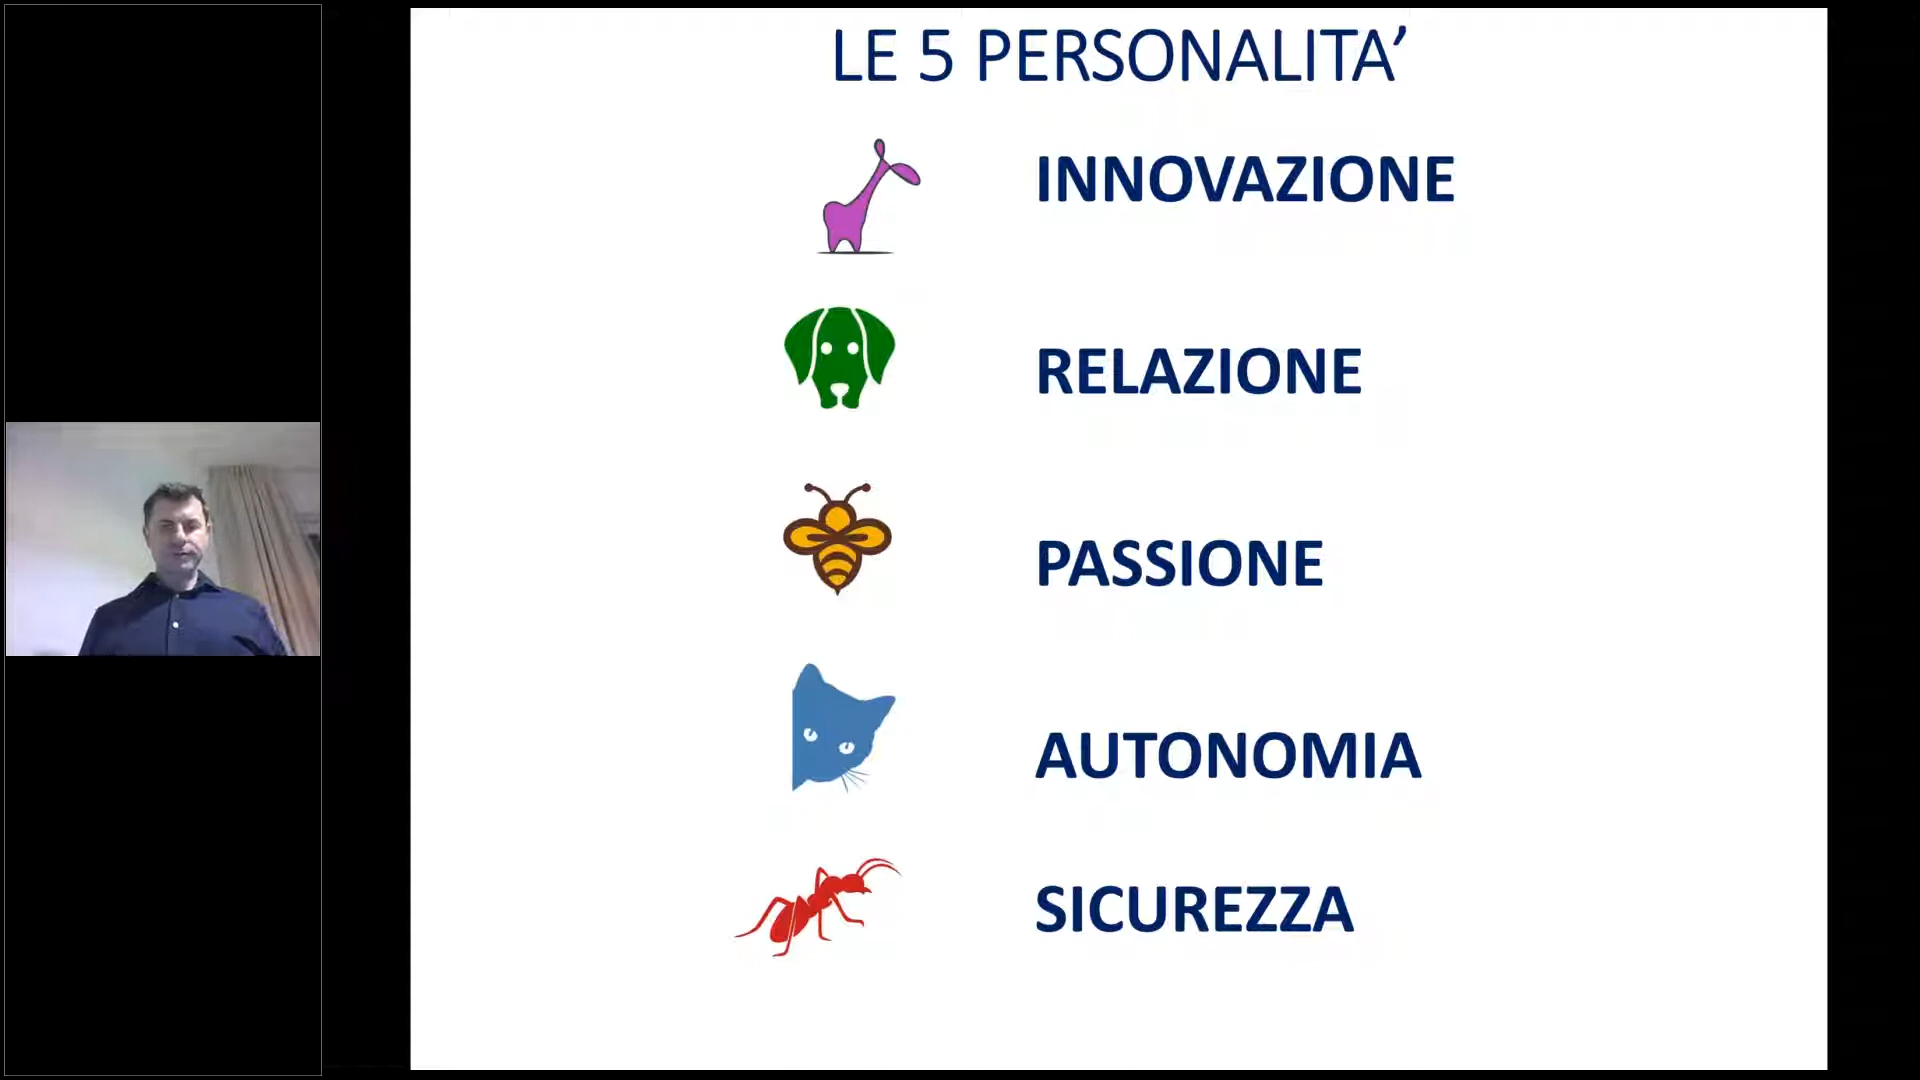 LE 5 PERSONALITA’
INNOVAZIONE
RELAZIONE
PASSIONE
AUTONOMIA
SICUREZZA